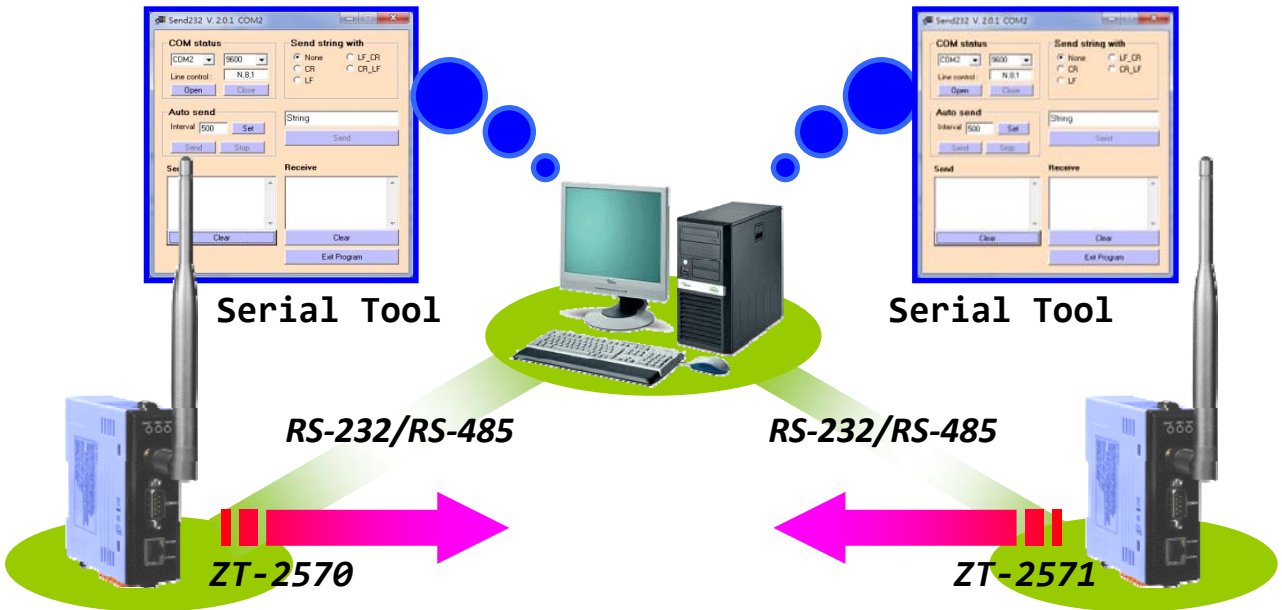 Send232 V. 2.0.1 COM2
COM status
COM2 9600
Line control : N,8,1
Open Close
Send string with
None LF_CR
CR CR_LF
LF
Auto send
Interval 500 Set
Send Stop
String
Send
Receive
Clear Clear
Exit Program
Serial Tool
Send232 V. 2.0.1 COM2
COM status
COM2 9600
Line control : N,8,1
Open Close
Send string with
None LF_CR
CR CR_LF
LF
Auto send
Interval 500 Set
Send Stop
String
Send
Send Receive
Clear Clear
Exit Program
Serial Tool
RS-232/RS-485
RS-232/RS-485
ZT-2570
ZT-2571